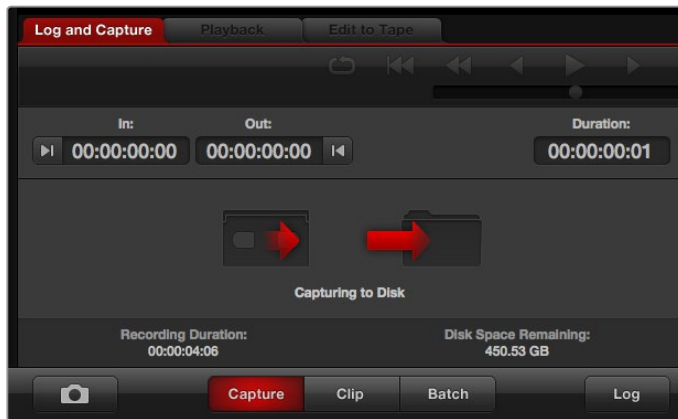 Log and Capture Playback Edit to Tape
In: Out: Duration:
00:00:00:00 00:00:00:00 00:00:00:01
Capturing to Disk
Recording Duration: Disk Space Remaining:
00:00:04:06 450.53 GB
Capture Clip Batch Log